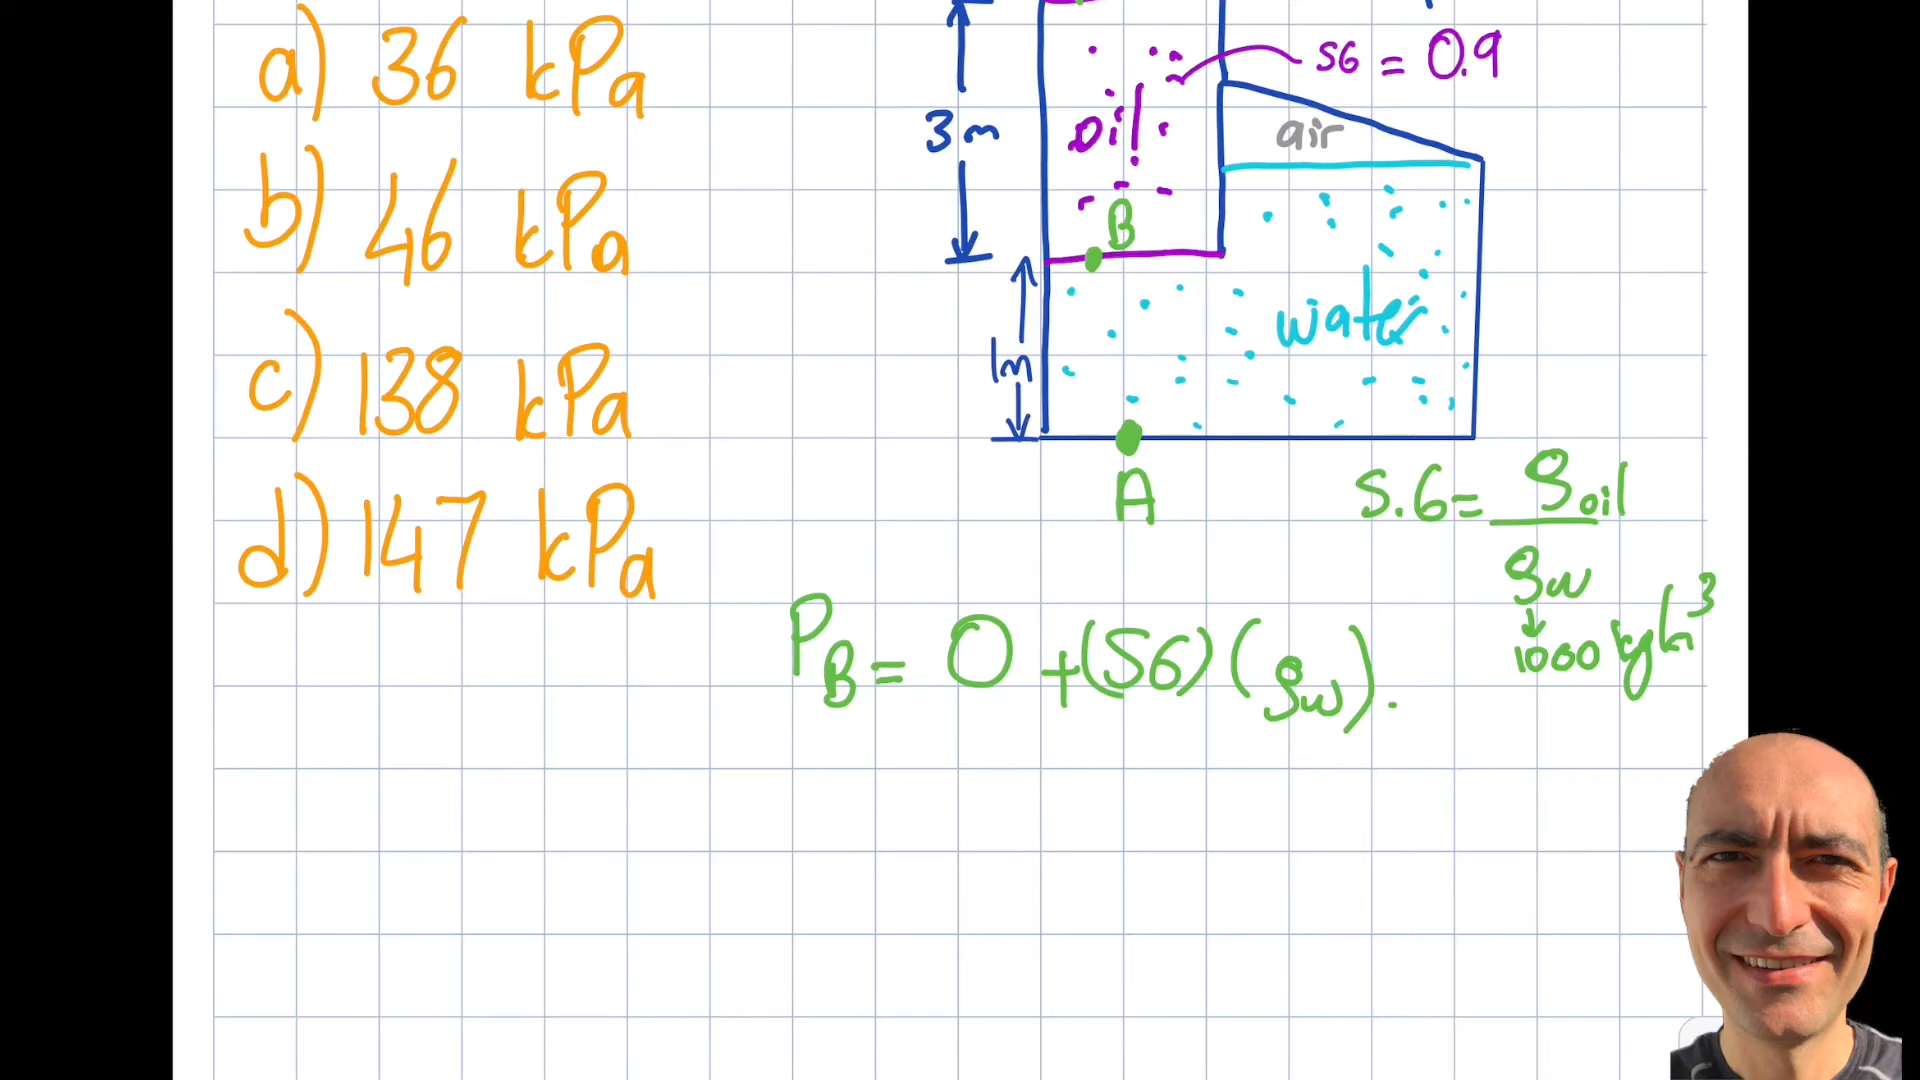 a) 36 kPa
b) 46 kPa
c) 138 kPa
d) 147 kPa
SG = 0.9
3m
oil
air
B
water
1m
A
S.G = ρoil
ρw
1000 kg/m³
PB = 0 + (SG) (ρw).